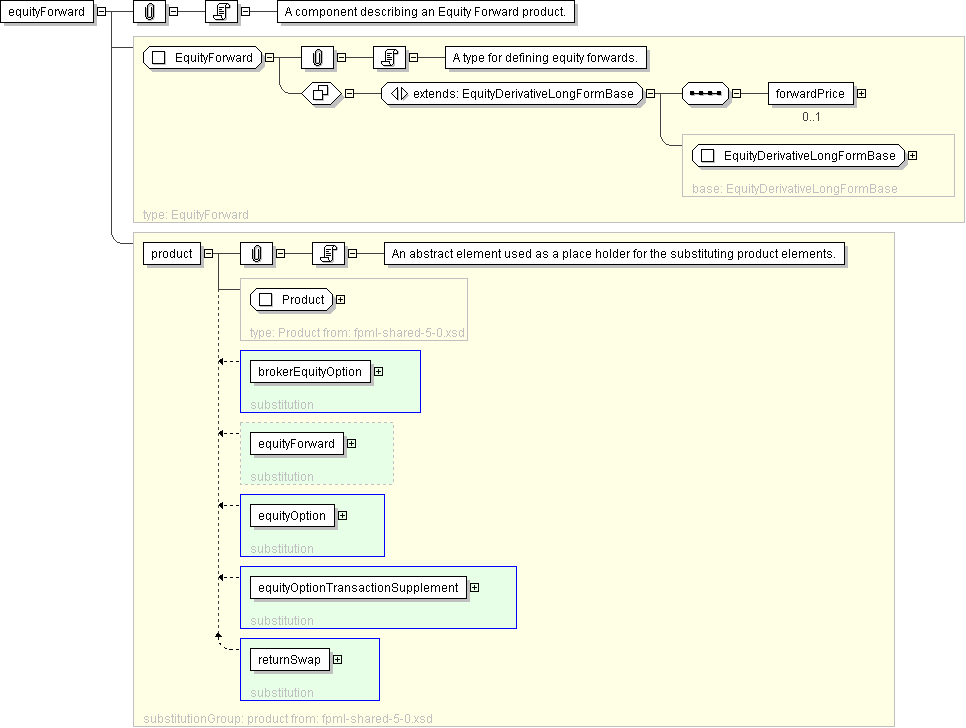 equityForward
A component describing an Equity Forward product.
EquityForward
A type for defining equity forwards.
extends: EquityDerivativeLongFormBase
forwardPrice
0..1
EquityDerivativeLongFormBase
base: EquityDerivativeLongFormBase
type: EquityForward
product
An abstract element used as a place holder for the substituting product elements.
Product
type: Product from: fpml-shared-5-0.xsd
brokerEquityOption
substitution
equityForward
substitution
equityOption
substitution
equityOptionTransactionSupplement
substitution
returnSwap
substitution
substitutionGroup: product from: fpml-shared-5-0.xsd